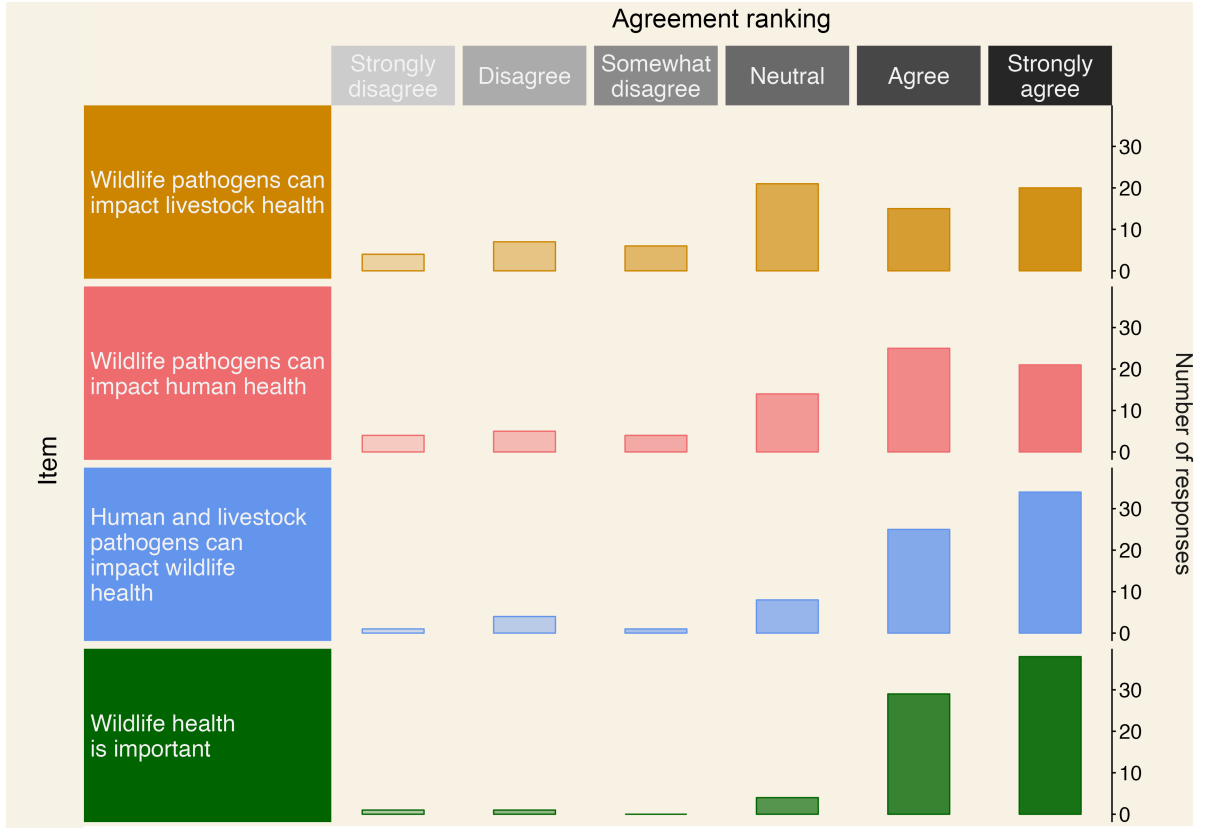 Agreement ranking
Strongly
disagree
Disagree
Somewhat
disagree
Neutral
Agree
Strongly
agree
Item
Wildlife pathogens can
impact livestock health
30
20
10
0
Wildlife pathogens can
impact human health
30
20
10
0
Human and livestock
pathogens can
impact wildlife
health
30
20
10
0
Wildlife health
is important
30
20
10
0
Number of responses